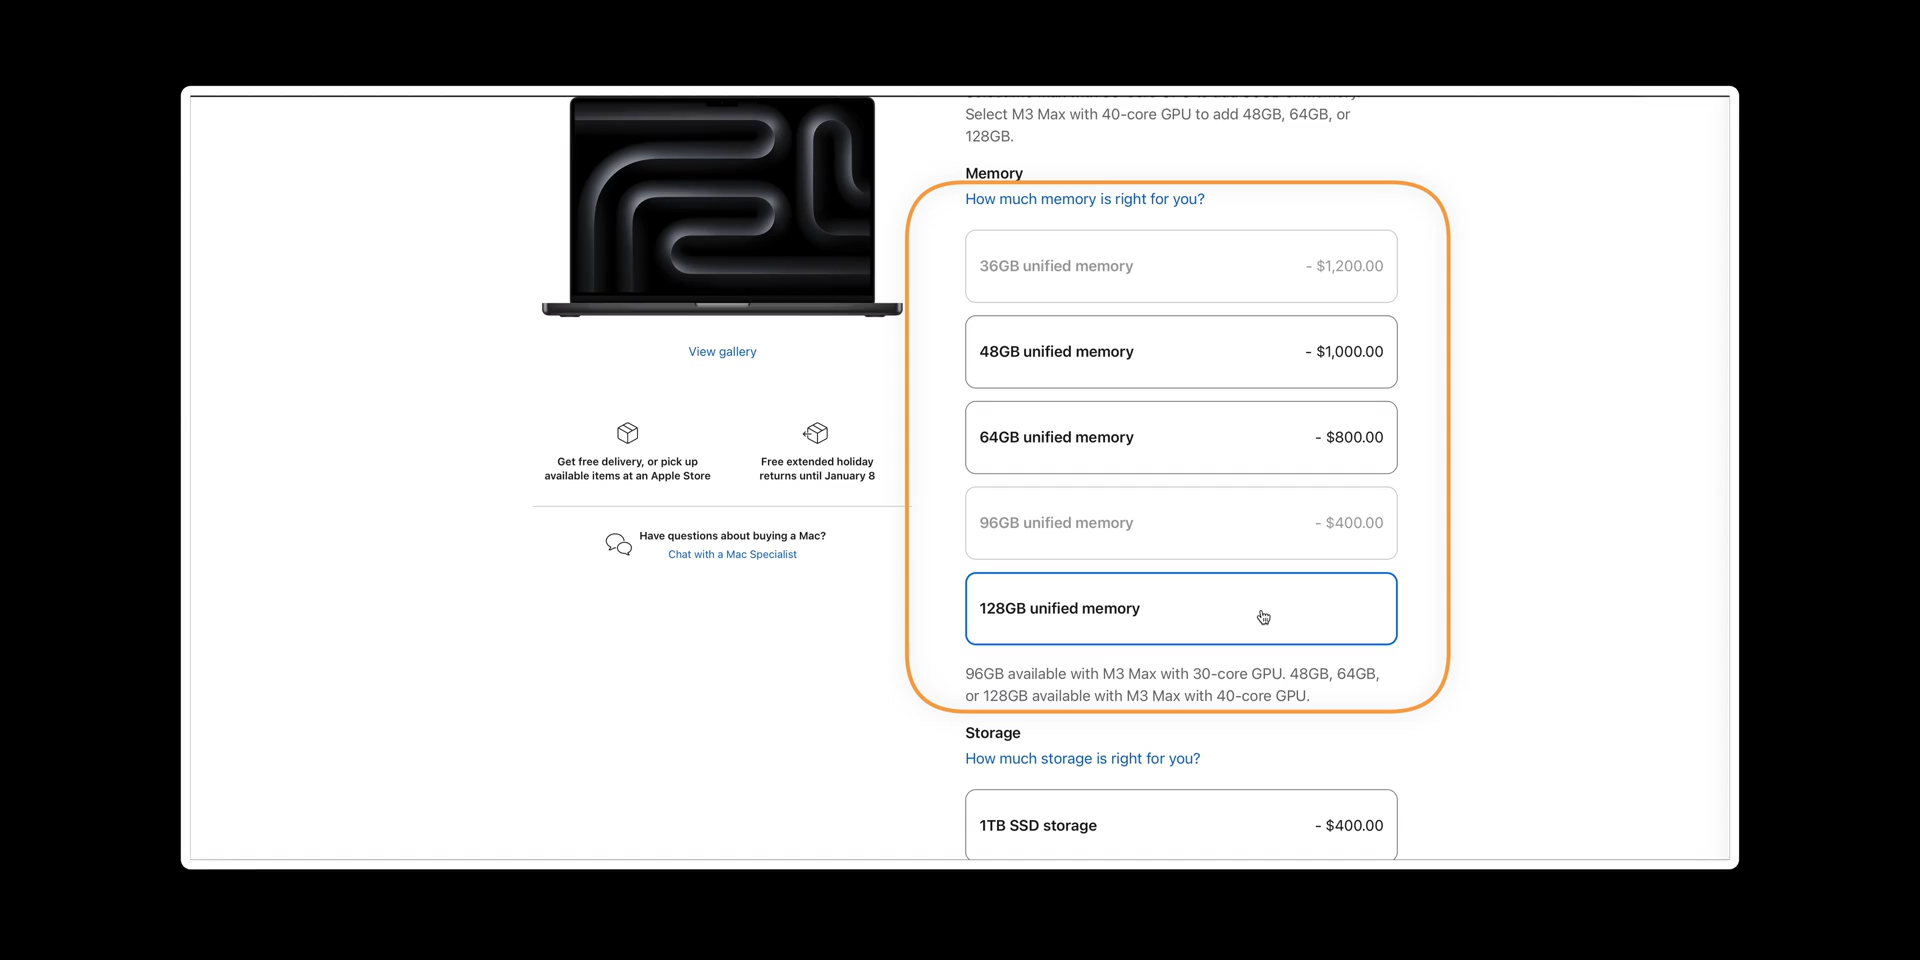 Select M3 Max with 40-core GPU to add 48GB, 64GB, or
128GB.
Memory
How much memory is right for you?
36GB unified memory - $1,200.00
48GB unified memory - $1,000.00
64GB unified memory - $800.00
96GB unified memory - $400.00
128GB unified memory
96GB available with M3 Max with 30-core GPU. 48GB, 64GB,
or 128GB available with M3 Max with 40-core GPU.
Storage
How much storage is right for you?
1TB SSD storage - $400.00
View gallery
Get free delivery, or pick up
available items at an Apple Store
Free extended holiday
returns until January 8
Have questions about buying a Mac?
Chat with a Mac Specialist